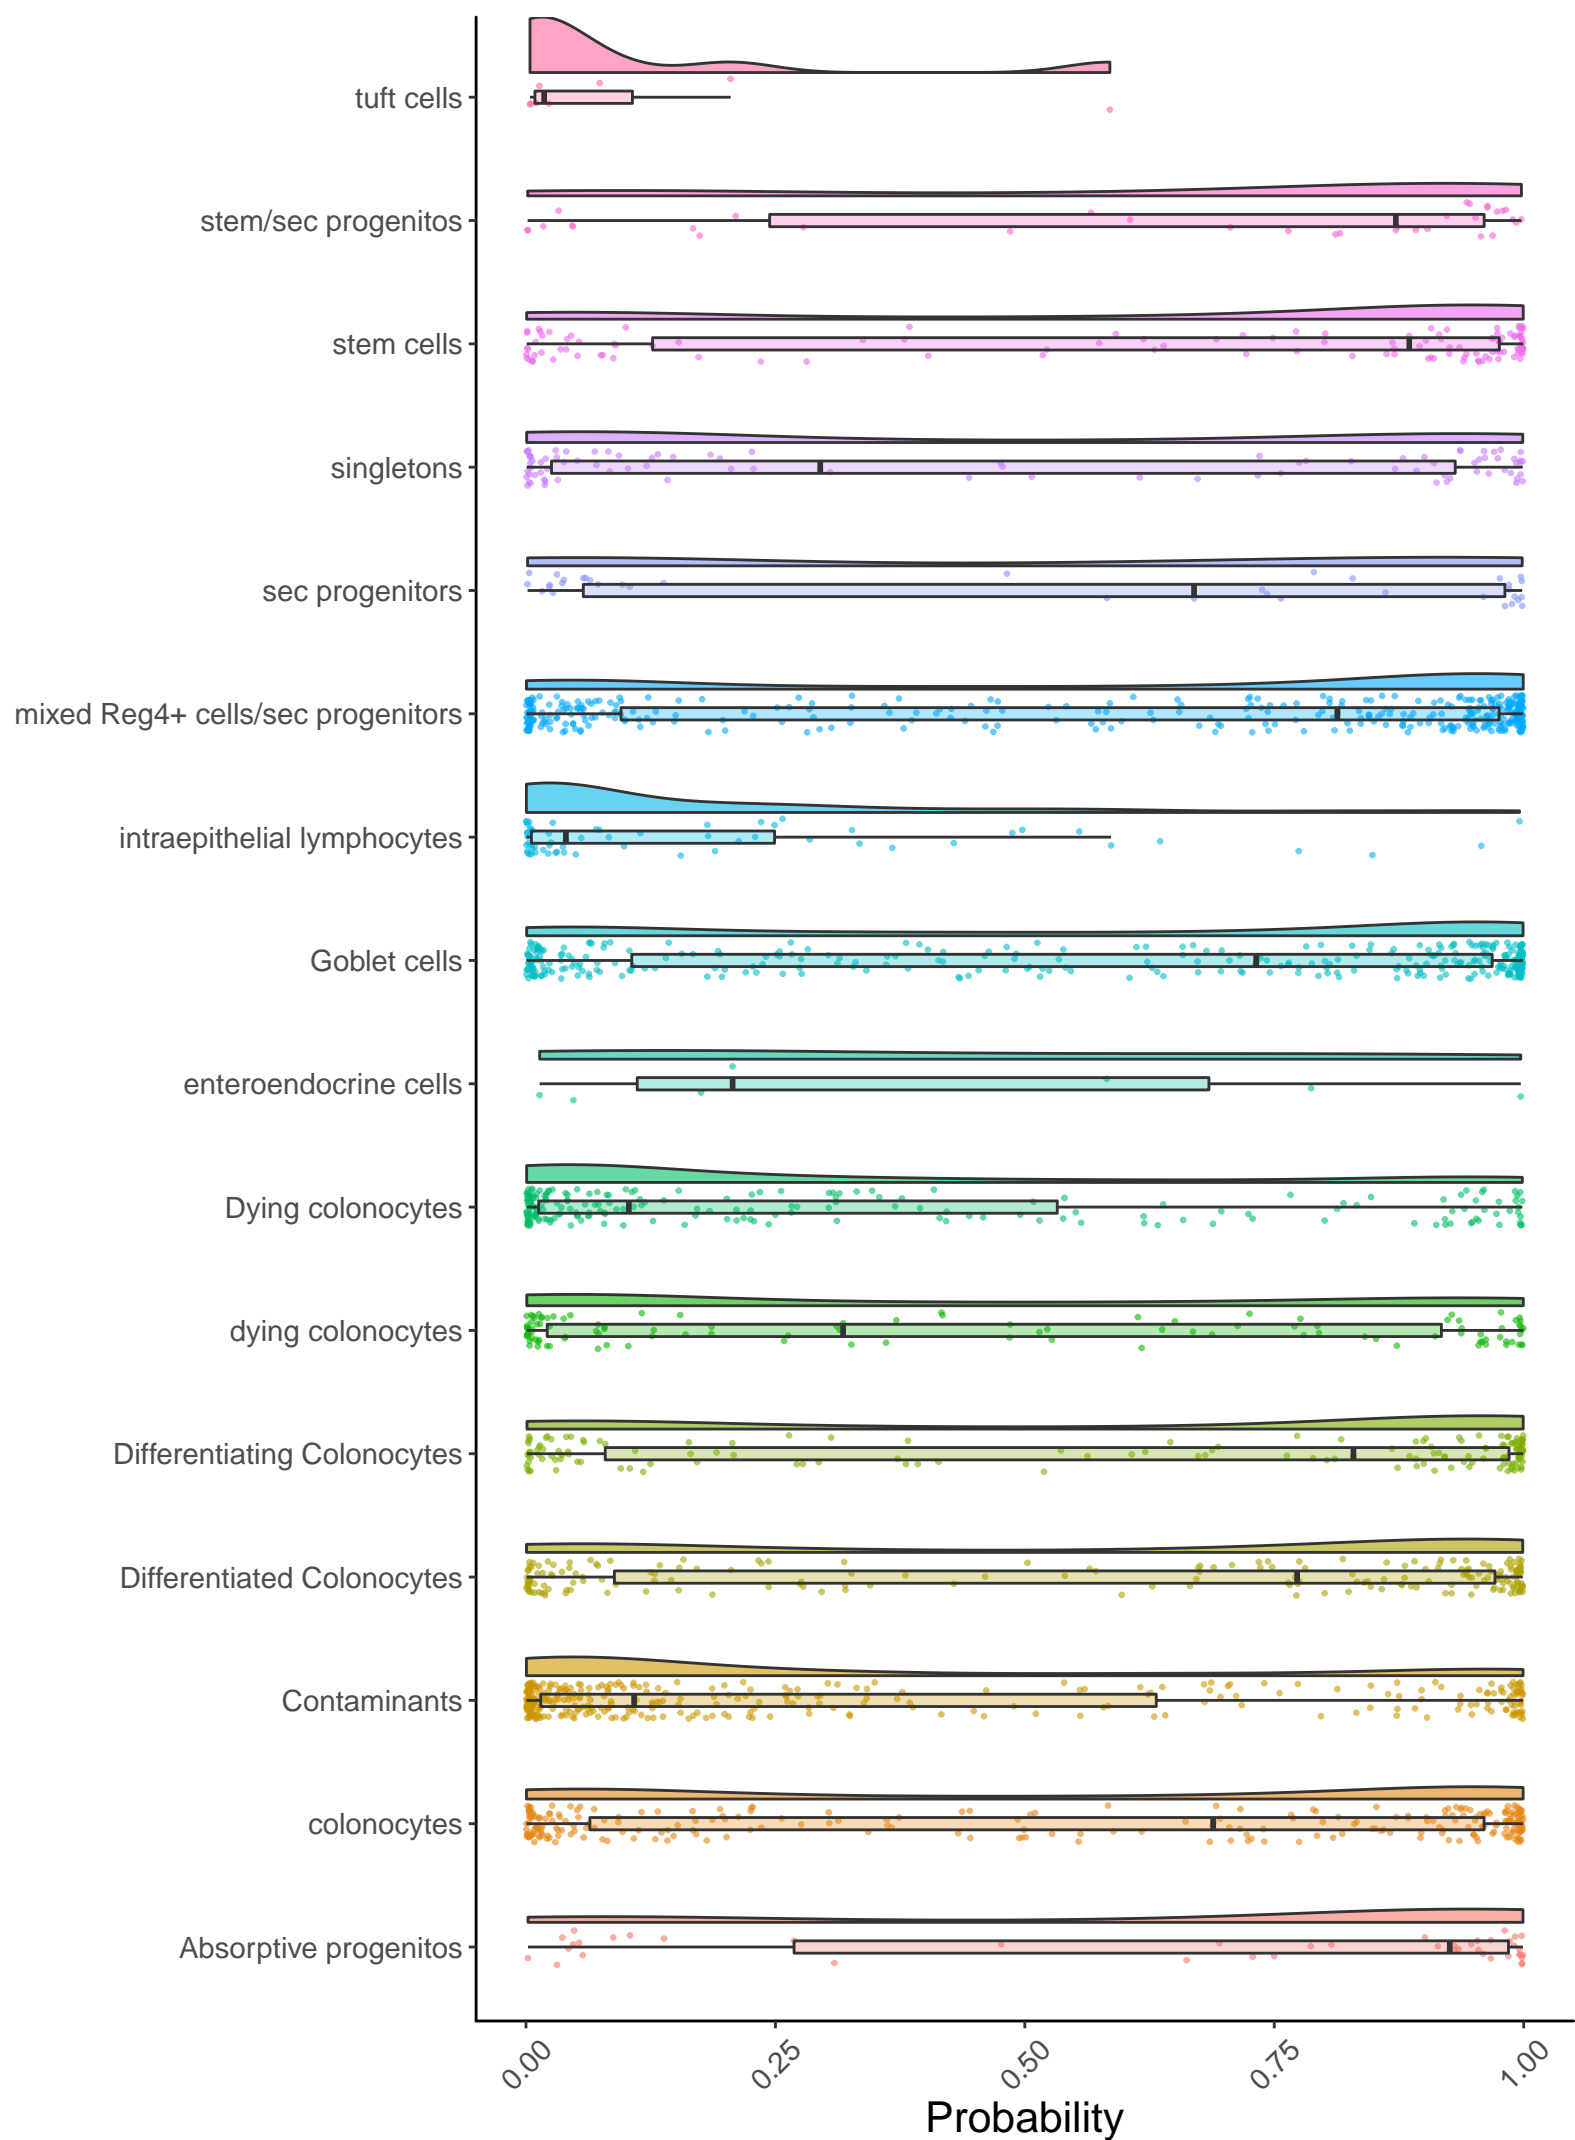 tuft cells
stem/sec progenitos
stem cells
singletons
sec progenitors
mixed Reg4+ cells/sec progenitors
intraepithelial lymphocytes
Goblet cells
enteroendocrine cells
Dying colonocytes
dying colonocytes
Differentiating Colonocytes
Differentiated Colonocytes
Contaminants
colonocytes
Absorptive progenitos
0.00 0.25 0.50 0.75 1.00
Probability